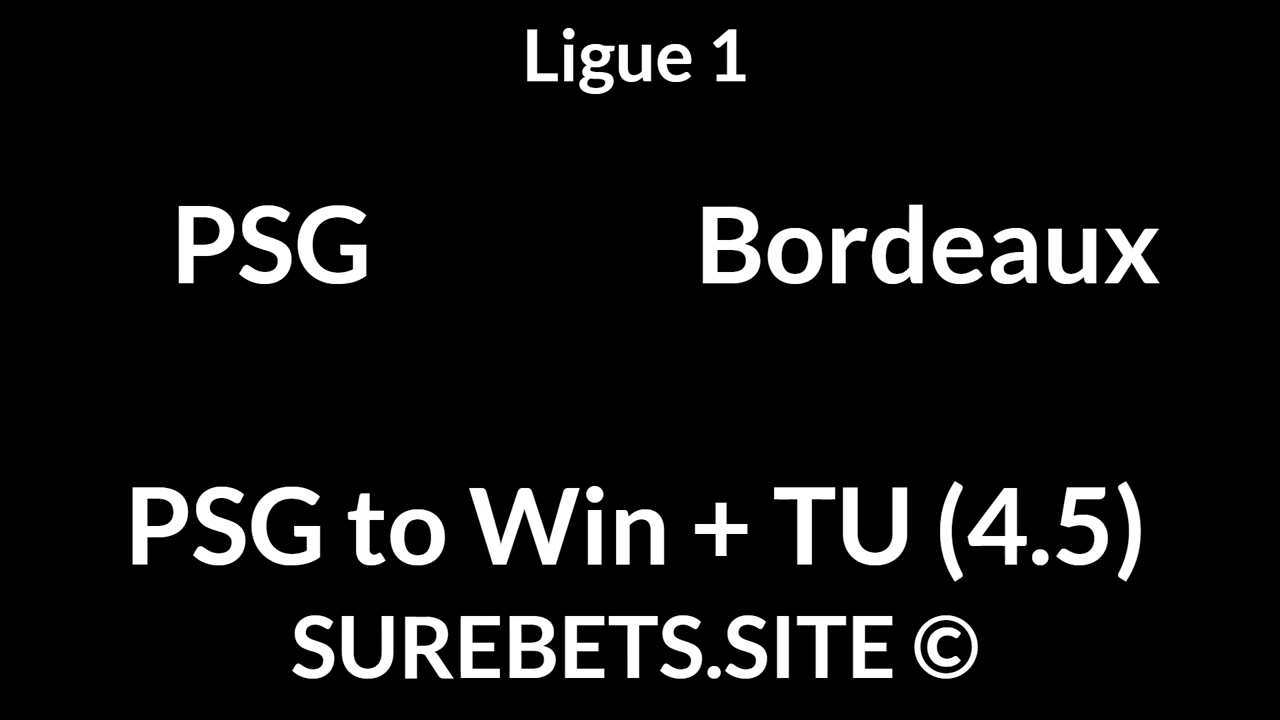 Ligue 1
PSG Bordeaux
PSG to Win + TU (4.5)
SUREBETS.SITE ©